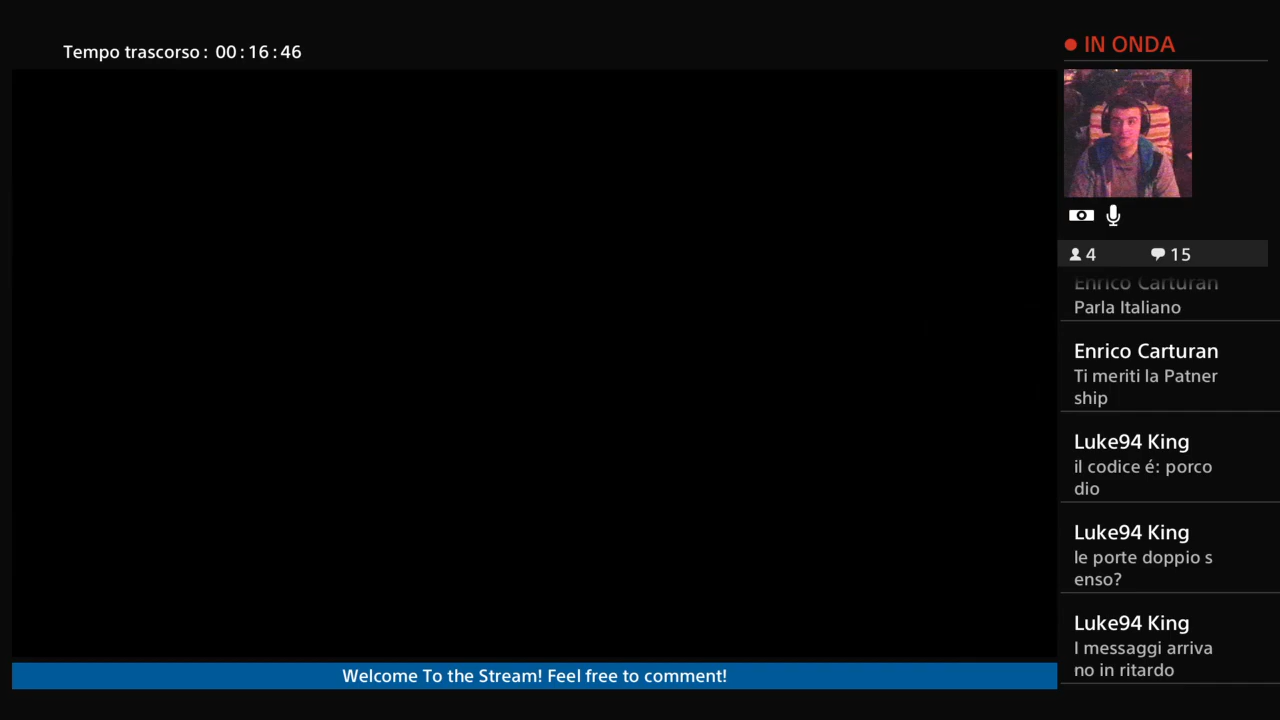 Tempo trascorso : 00:16:46
IN ONDA
4
15
Enrico Carturan
Parla Italiano
Enrico Carturan
Ti meriti la Patner
ship
Luke94 King
il codice é: porco
dio
Luke94 King
le porte doppio s
enso?
Luke94 King
I messaggi arriva
no in ritardo
Welcome To the Stream! Feel free to comment!